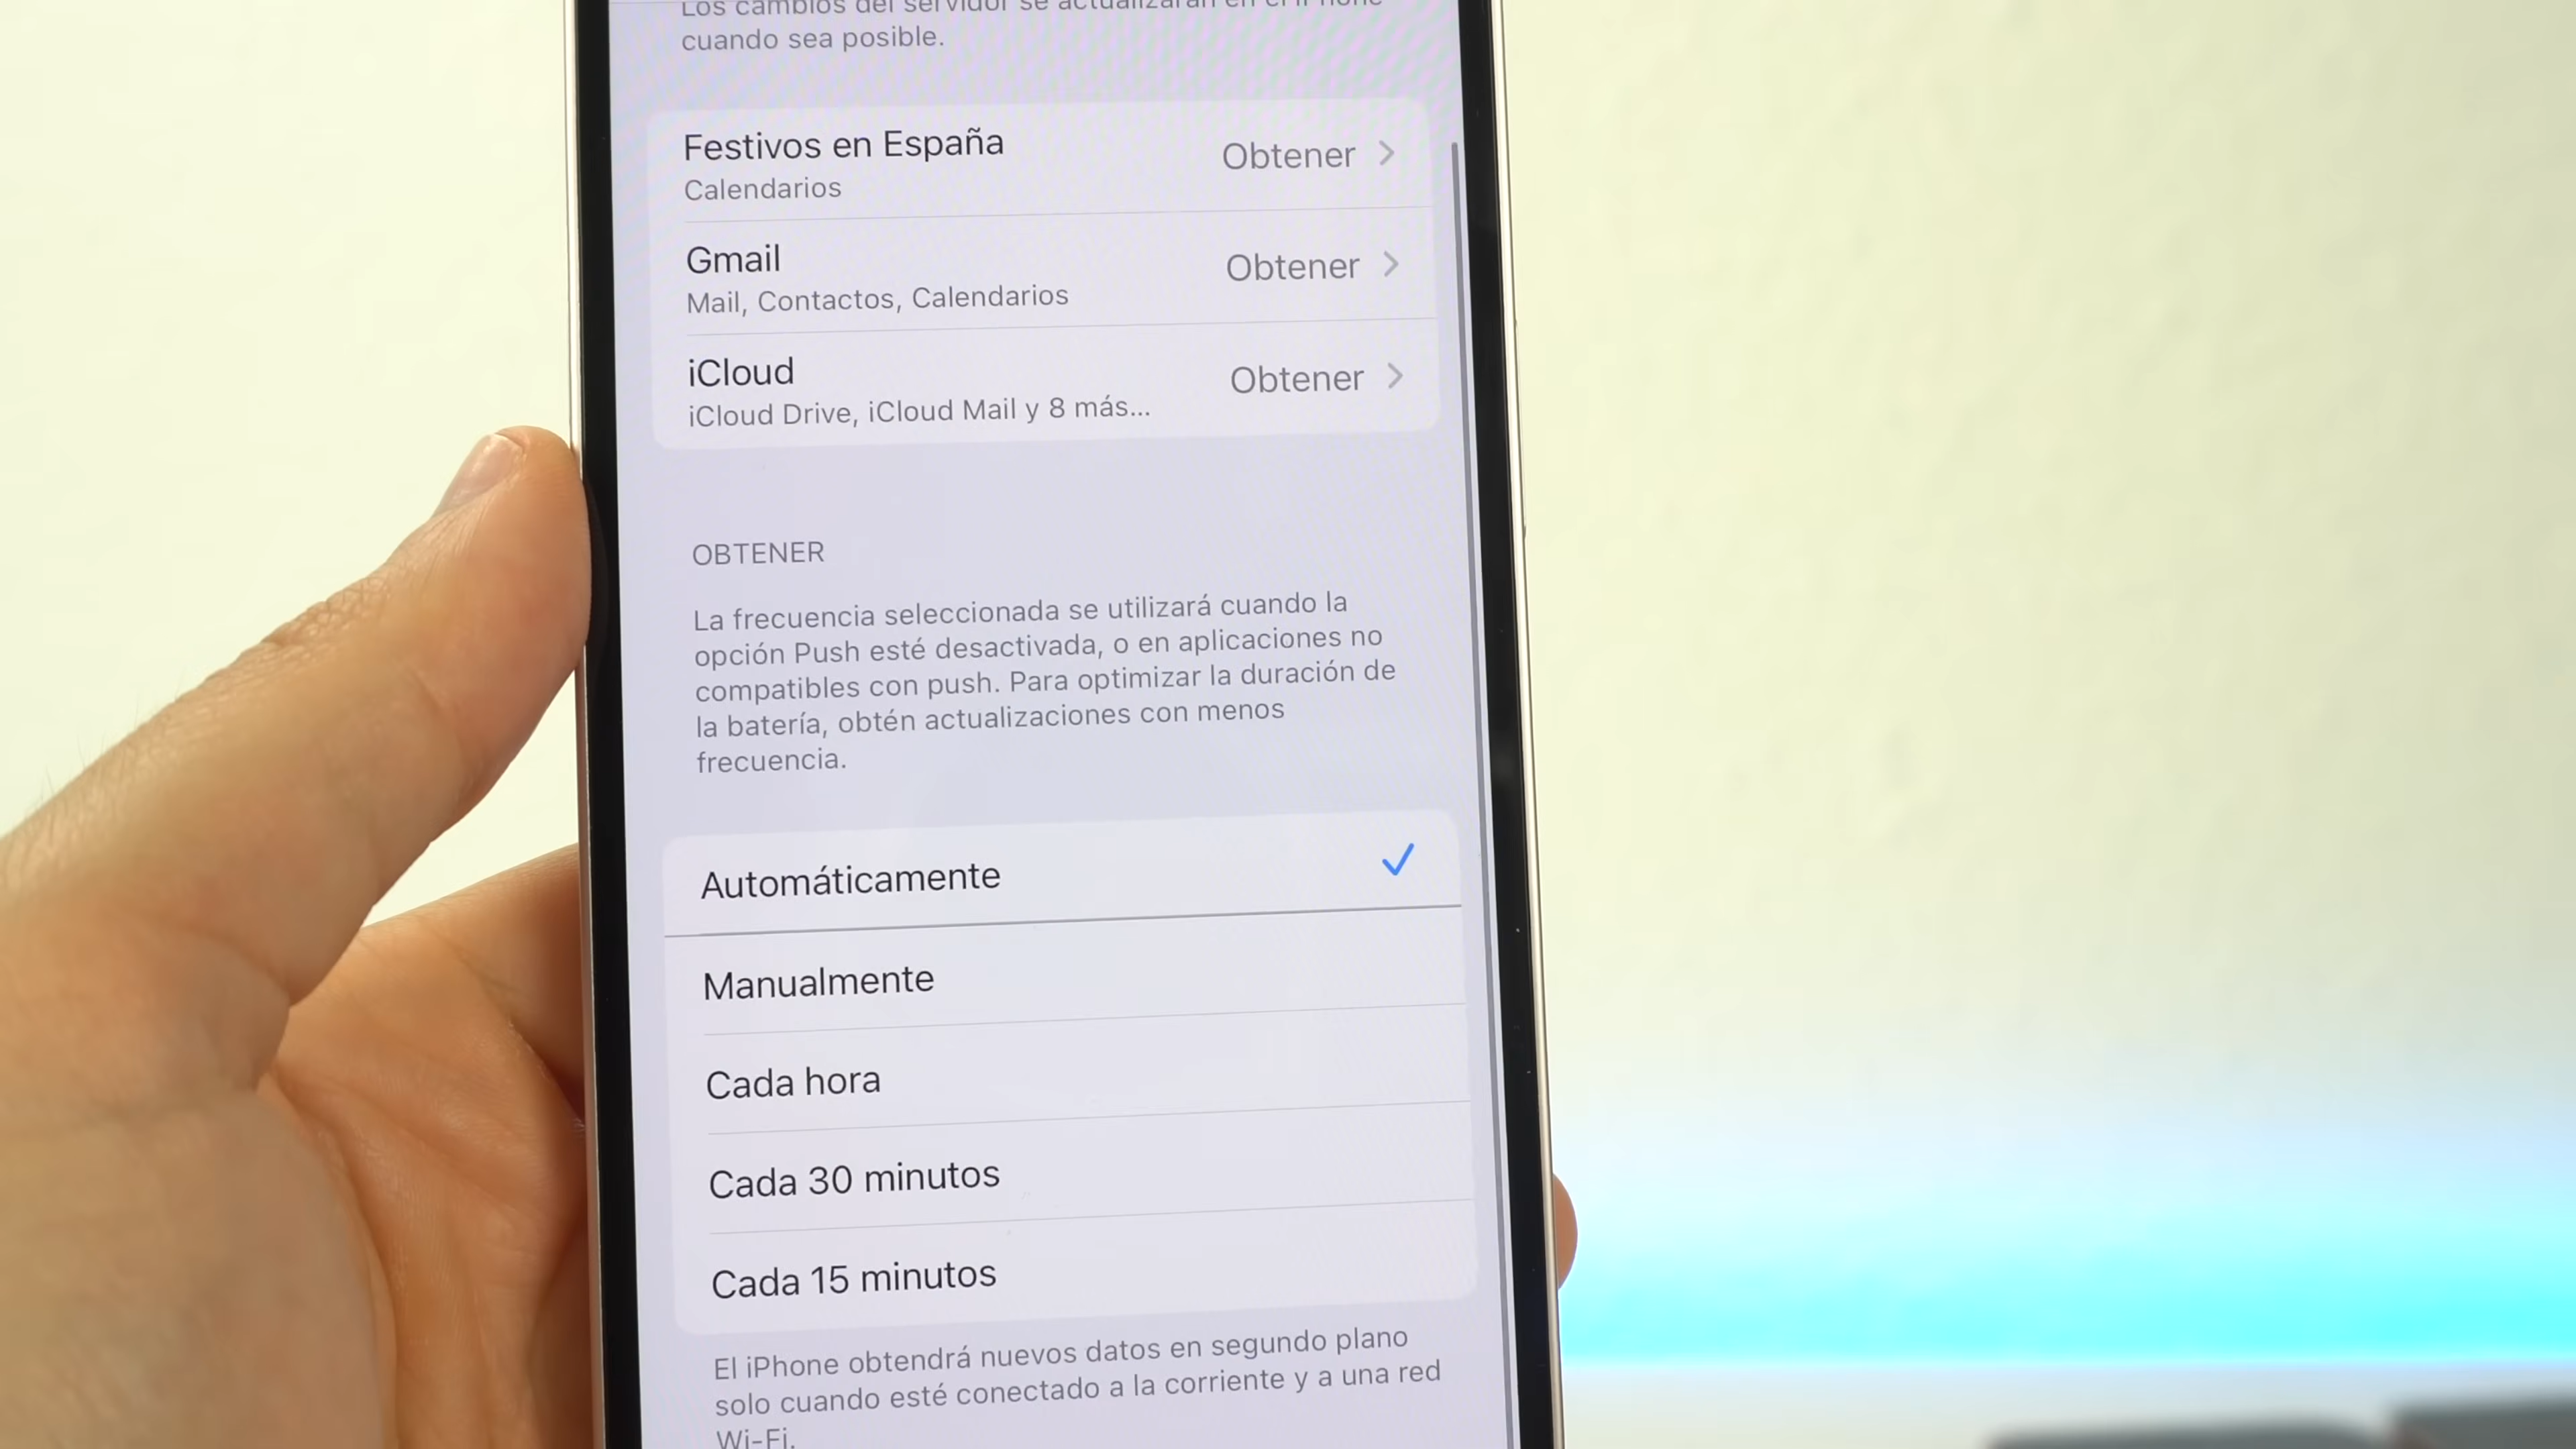 Los cambios del servidor se actualizarán en el iPhone
cuando sea posible.
Festivos en España
Obtener
Calendarios
Gmail
Obtener
Mail, Contactos, Calendarios
iCloud
Obtener
iCloud Drive, iCloud Mail y 8 más...
OBTENER
La frecuencia seleccionada se utilizará cuando la
opción Push esté desactivada, o en aplicaciones no
compatibles con push. Para optimizar la duración de
la batería, obtén actualizaciones con menos
frecuencia.
Automáticamente
Manualmente
Cada hora
Cada 30 minutos
Cada 15 minutos
El iPhone obtendrá nuevos datos en segundo plano
solo cuando esté conectado a la corriente y a una red
Wi-Fi.